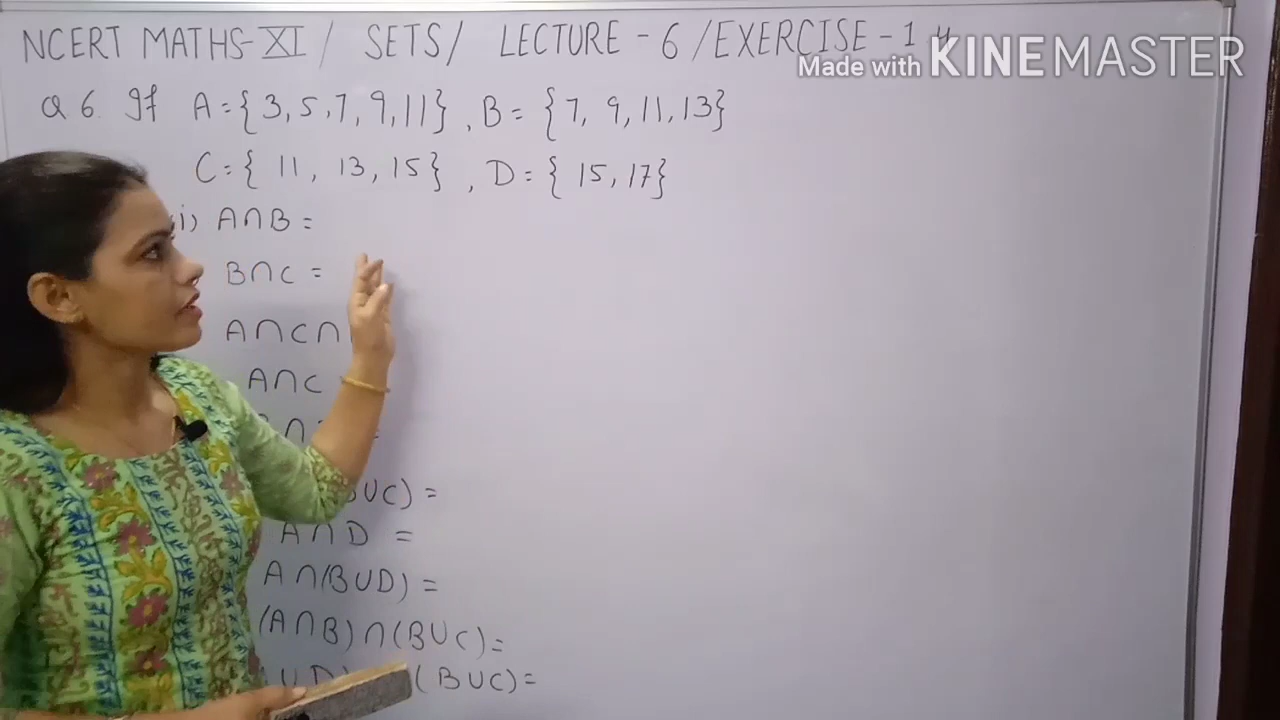 NCERT MATHS-XI / SETS / LECTURE - 6 / EXERCISE - 1.4
Made with KINEMASTER
Q 6. If A = {3, 5, 7, 9, 11}, B = {7, 9, 11, 13}
C = { 11, 13, 15}, D = { 15, 17}
i) A∩B =
B∩C =
A∩C∩
A∩C
∩ =
B∪C) =
A∩D =
A∩(B∪D) =
(A∩B)∩(B∪C)=
∪D) (B∪C)=